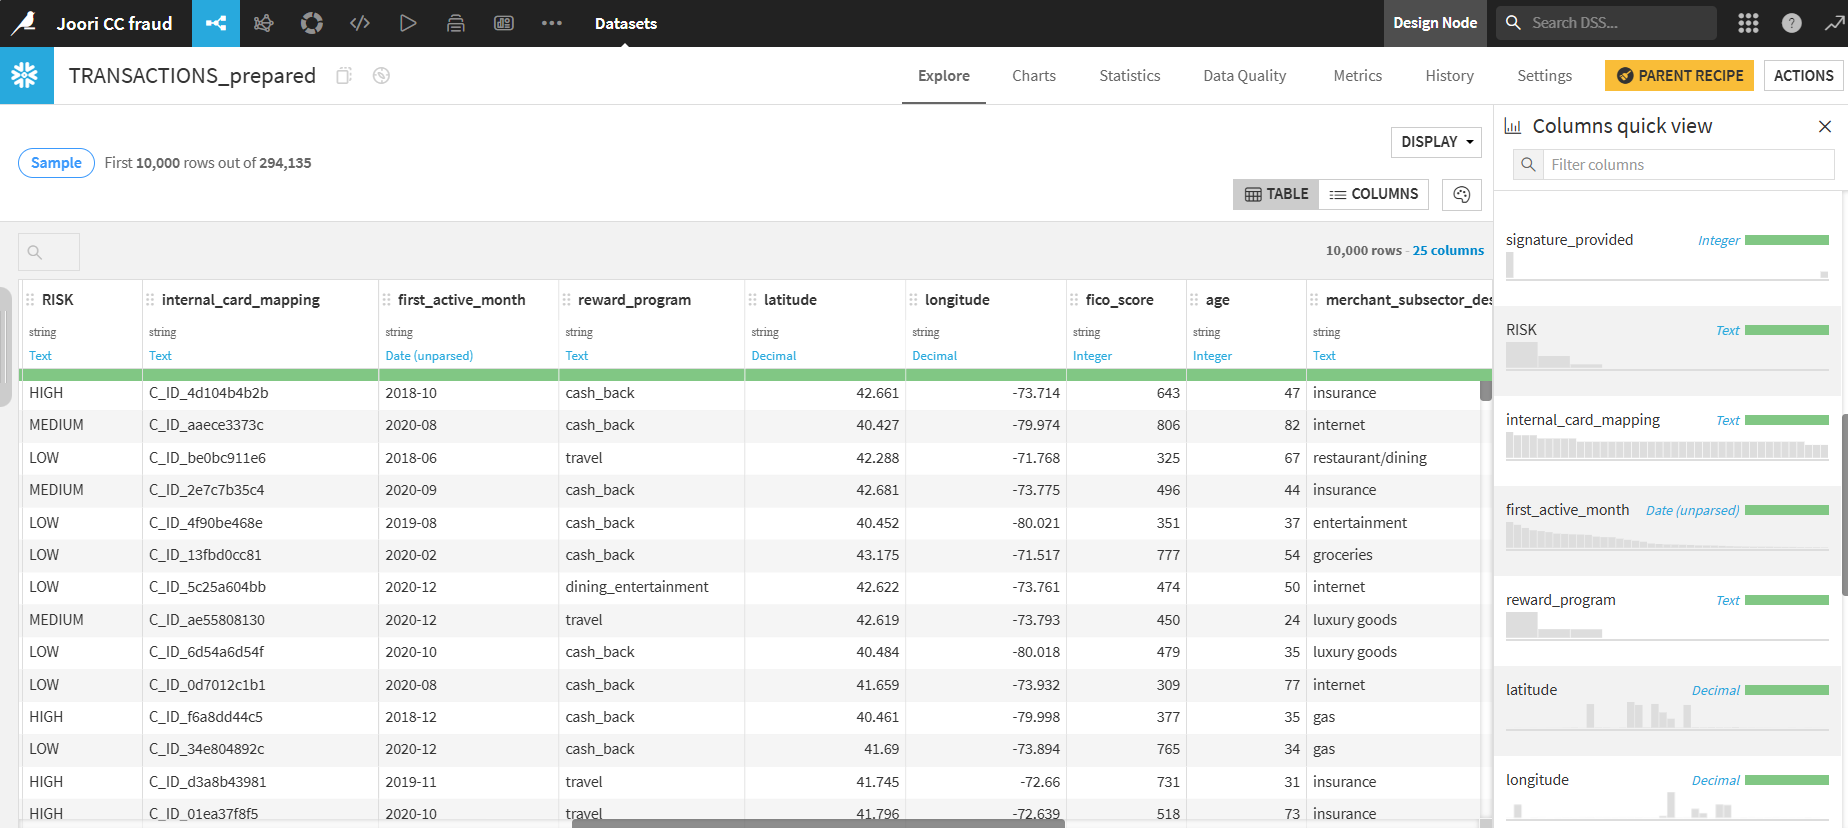 Joori CC fraud Datasets Design Node Search DSS...
TRANSACTIONS_prepared Explore Charts Statistics Data Quality Metrics History Settings PARENT RECIPE ACTIONS
Sample First 10,000 rows out of 294,135
DISPLAY
TABLE COLUMNS
10,000 rows - 25 columns
RISK internal_card_mapping first_active_month reward_program latitude longitude fico_score age merchant_subsector_des
string string string string string string string string string
Text Text Date (unparsed) Text Decimal Decimal Integer Integer Text
HIGH C_ID_4d104b4b2b 2018-10 cash_back 42.661 -73.714 643 47 insurance
MEDIUM C_ID_aaece3373c 2020-08 cash_back 40.427 -79.974 806 82 internet
LOW C_ID_be0bc911e6 2018-06 travel 42.288 -71.768 325 67 restaurant/dining
MEDIUM C_ID_2e7c7b35c4 2020-09 cash_back 42.681 -73.775 496 44 insurance
LOW C_ID_4f90be468e 2019-08 cash_back 40.452 -80.021 351 37 entertainment
LOW C_ID_13fbd0cc81 2020-02 cash_back 43.175 -71.517 777 54 groceries
LOW C_ID_5c25a604bb 2020-12 dining_entertainment 42.622 -73.761 474 50 internet
MEDIUM C_ID_ae55808130 2020-12 travel 42.619 -73.793 450 24 luxury goods
LOW C_ID_6d54a6d54f 2020-10 cash_back 40.484 -80.018 479 35 luxury goods
LOW C_ID_0d7012c1b1 2020-08 cash_back 41.659 -73.932 309 77 internet
HIGH C_ID_f6a8dd44c5 2018-12 cash_back 40.461 -79.998 377 35 gas
LOW C_ID_34e804892c 2020-12 cash_back 41.69 -73.894 765 34 gas
HIGH C_ID_d3a8b43981 2019-11 travel 41.745 -72.66 731 31 insurance
HIGH C_ID_01ea37f8f5 2020-10 travel 41.796 -72.639 518 73 insurance
Columns quick view
Filter columns
signature_provided Integer
RISK Text
internal_card_mapping Text
first_active_month Date (unparsed)
reward_program Text
latitude Decimal
longitude Decimal